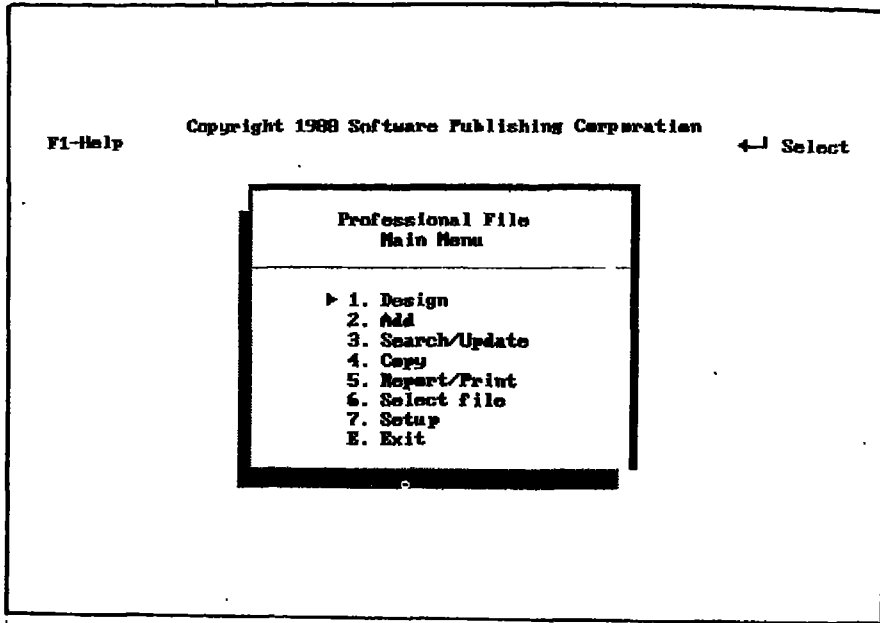 Copyright 1988 Software Publishing Corporation
F1-Help
↵ Select
Professional File
Main Menu
► 1. Design
2. Add
3. Search/Update
4. Copy
5. Report/Print
6. Select file
7. Setup
E. Exit